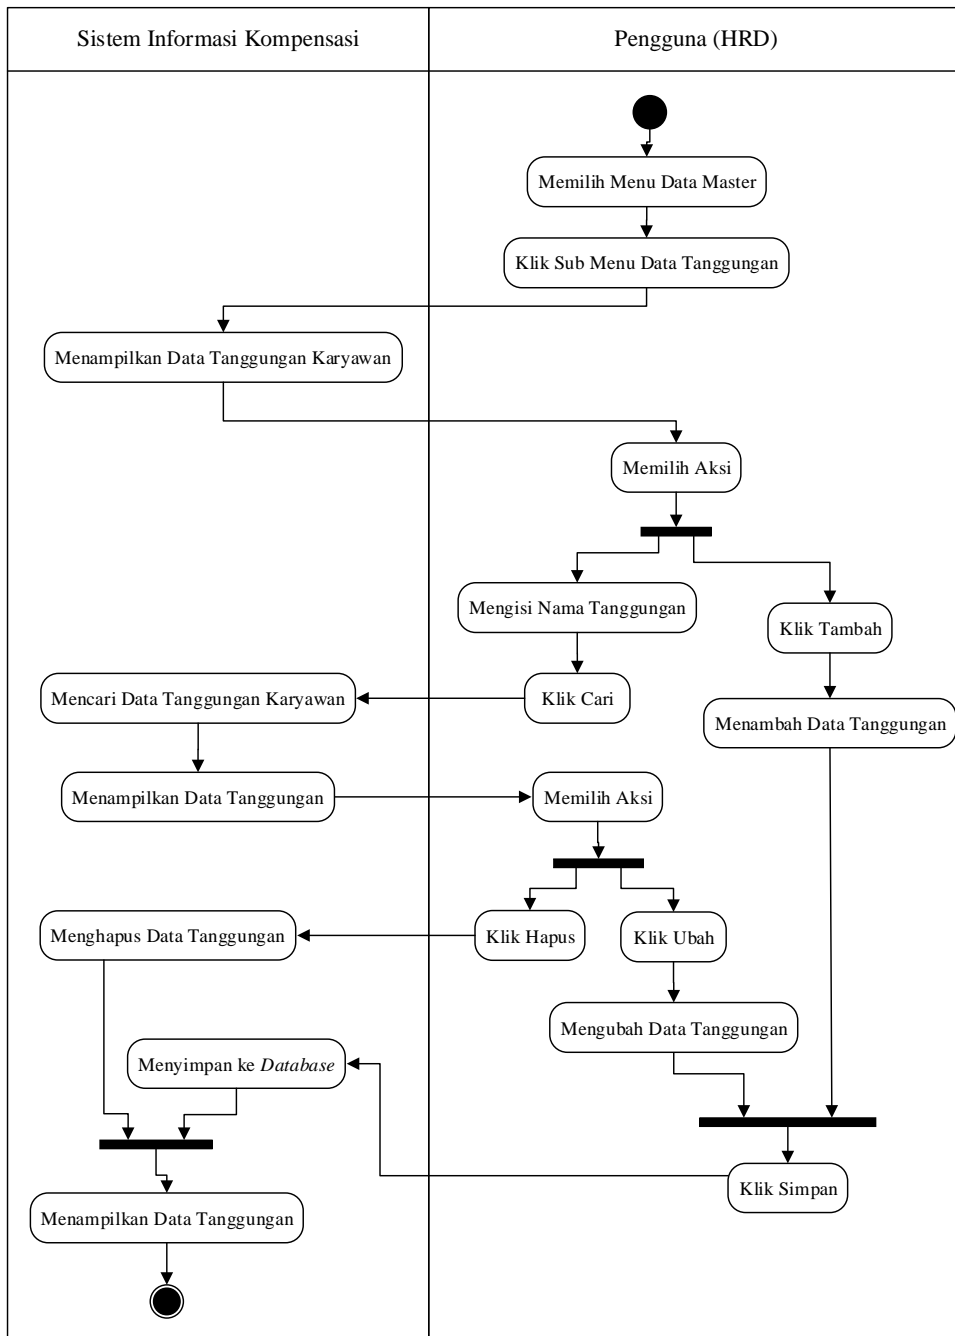 Sistem Informasi Kompensasi
Pengguna (HRD)
Memilih Menu Data Master
Klik Sub Menu Data Tanggungan
Menampilkan Data Tanggungan Karyawan
Memilih Aksi
Mengisi Nama Tanggungan
Klik Tambah
Mencari Data Tanggungan Karyawan
Klik Cari
Menambah Data Tanggungan
Menampilkan Data Tanggungan
Memilih Aksi
Menghapus Data Tanggungan
Klik Hapus
Klik Ubah
Mengubah Data Tanggungan
Menyimpan ke Database
Klik Simpan
Menampilkan Data Tanggungan